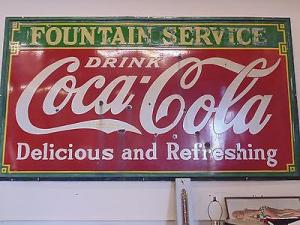 FOUNTAIN SERVICE
DRINK
Coca-Cola
Delicious and Refreshing